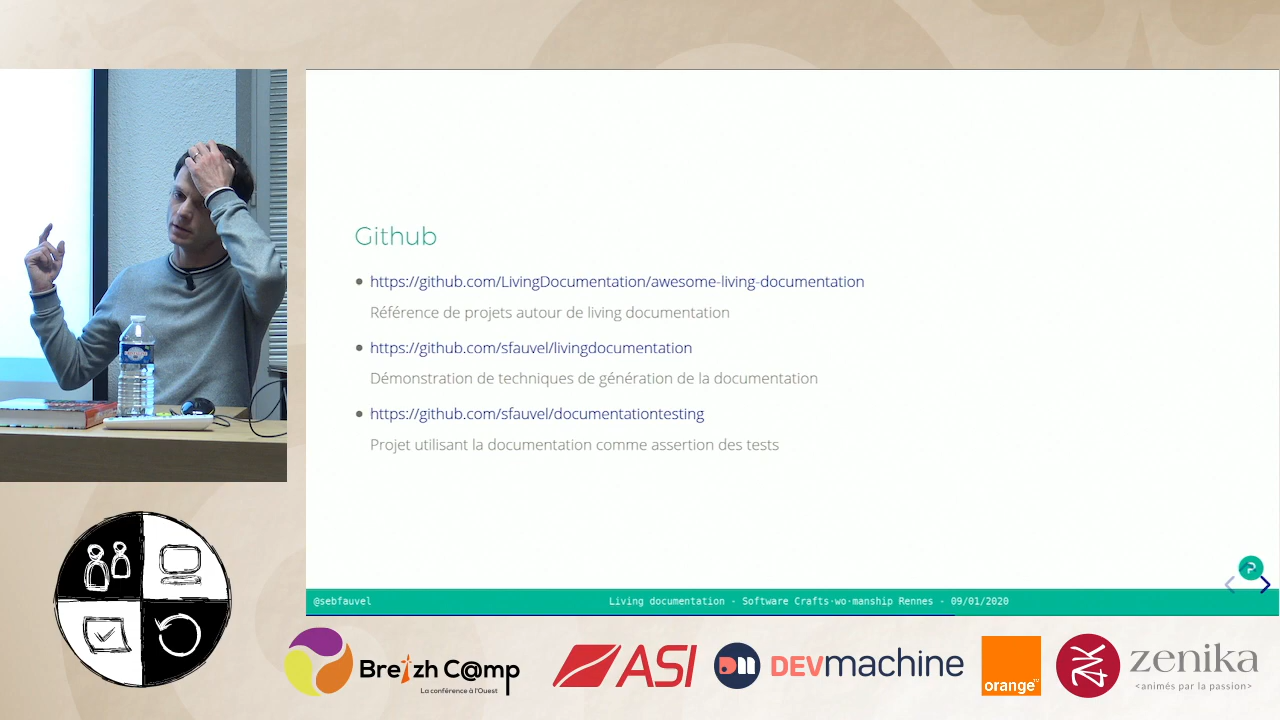 Github
https://github.com/LivingDocumentation/awesome-living-documentation
Référence de projets autour de living documentation
https://github.com/sfauvel/livingdocumentation
Démonstration de techniques de génération de la documentation
https://github.com/sfauvel/documentationtesting
Projet utilisant la documentation comme assertion des tests
@sebfauvel
Living documentation - Software Crafts·wo·manship Rennes - 09/01/2020
Breizh C@mp
La conférence à l'Ouest
ASI
DEVmachine
orange
zenika
<animés par la passion>